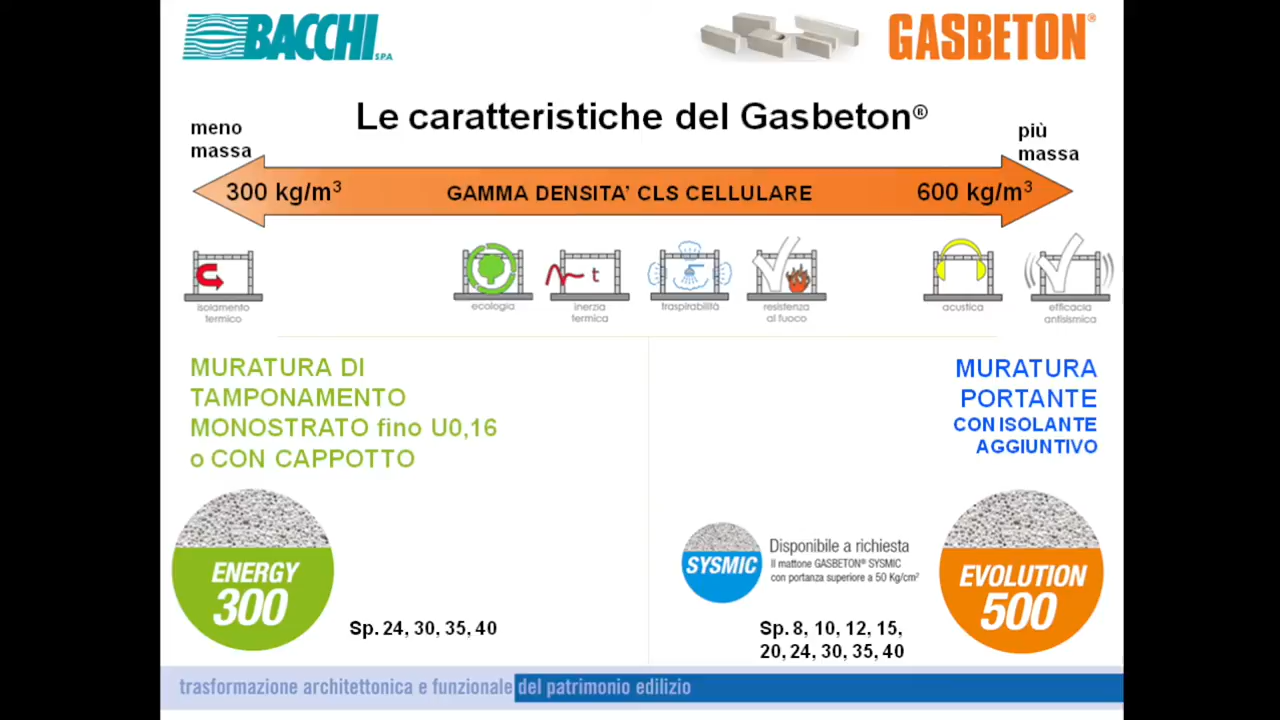 BACCHI SPA
GASBETON®
Le caratteristiche del Gasbeton®
meno
massa
più
massa
300 kg/m³
GAMMA DENSITA’ CLS CELLULARE
600 kg/m³
isolamento
termico
ecologia
inerzia
termica
t
traspirabilità
resistenza
al fuoco
acustica
efficacia
antisismica
MURATURA DI
TAMPONAMENTO
MONOSTRATO fino U0,16
o CON CAPPOTTO
MURATURA
PORTANTE
CON ISOLANTE
AGGIUNTIVO
ENERGY
300
Sp. 24, 30, 35, 40
SYSMIC
Disponibile a richiesta
Il mattone GASBETON® SYSMIC
con portanza superiore a 50 Kg/cm²
EVOLUTION
500
Sp. 8, 10, 12, 15,
20, 24, 30, 35, 40
trasformazione architettonica e funzionale del patrimonio edilizio